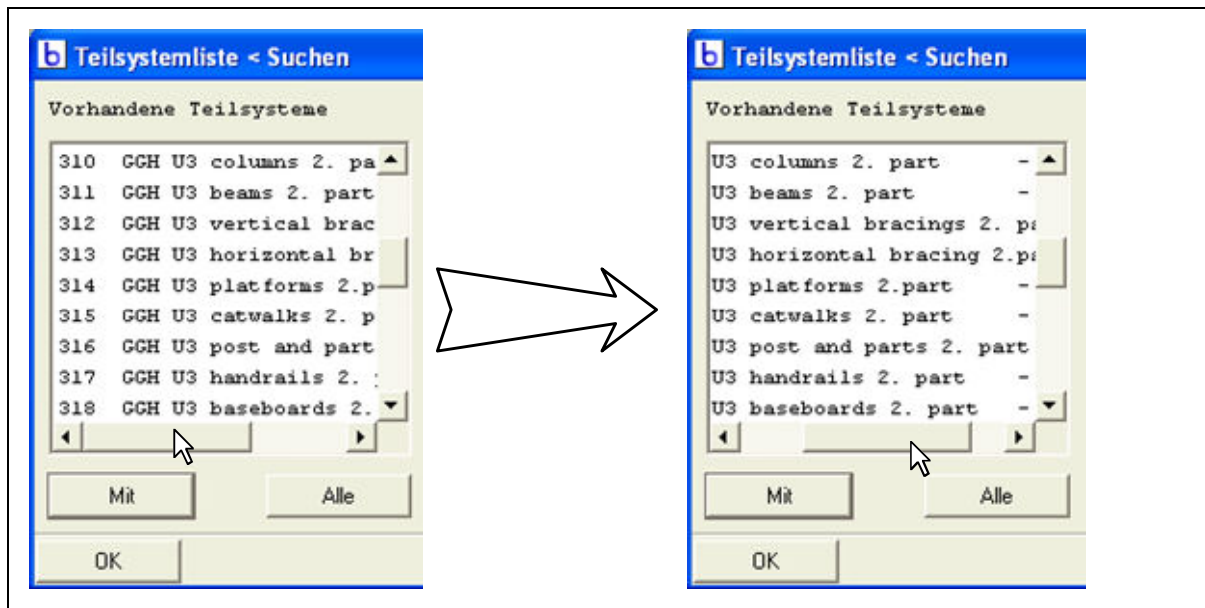 b Teilsystemliste < Suchen
Vorhandene Teilsysteme
310 GGH U3 columns 2. pa
311 GGH U3 beams 2. part
312 GGH U3 vertical brac
313 GGH U3 horizontal br
314 GGH U3 platforms 2.p
315 GGH U3 catwalks 2. p
316 GGH U3 post and part
317 GGH U3 handrails 2.
318 GGH U3 baseboards 2.
Mit Alle
OK
b Teilsystemliste < Suchen
Vorhandene Teilsysteme
U3 columns 2. part -
U3 beams 2. part -
U3 vertical bracings 2. pa
U3 horizontal bracing 2.pa
U3 platforms 2.part -
U3 catwalks 2. part -
U3 post and parts 2. part
U3 handrails 2. part -
U3 baseboards 2. part -
Mit Alle
OK